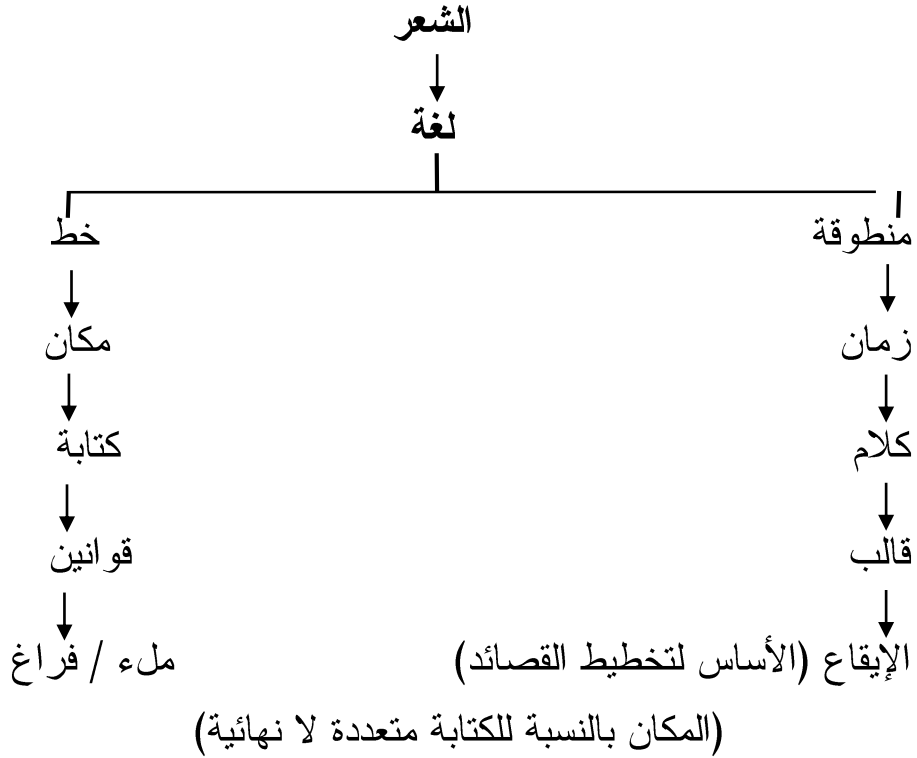 الشعر
لغة
منطوقة خط
زمان مكان
كلام كتابة
قالب قوانين
الإيقاع (الأساس لتخطيط القصائد) ملء / فراغ
(المكان بالنسبة للكتابة متعددة لا نهائية)